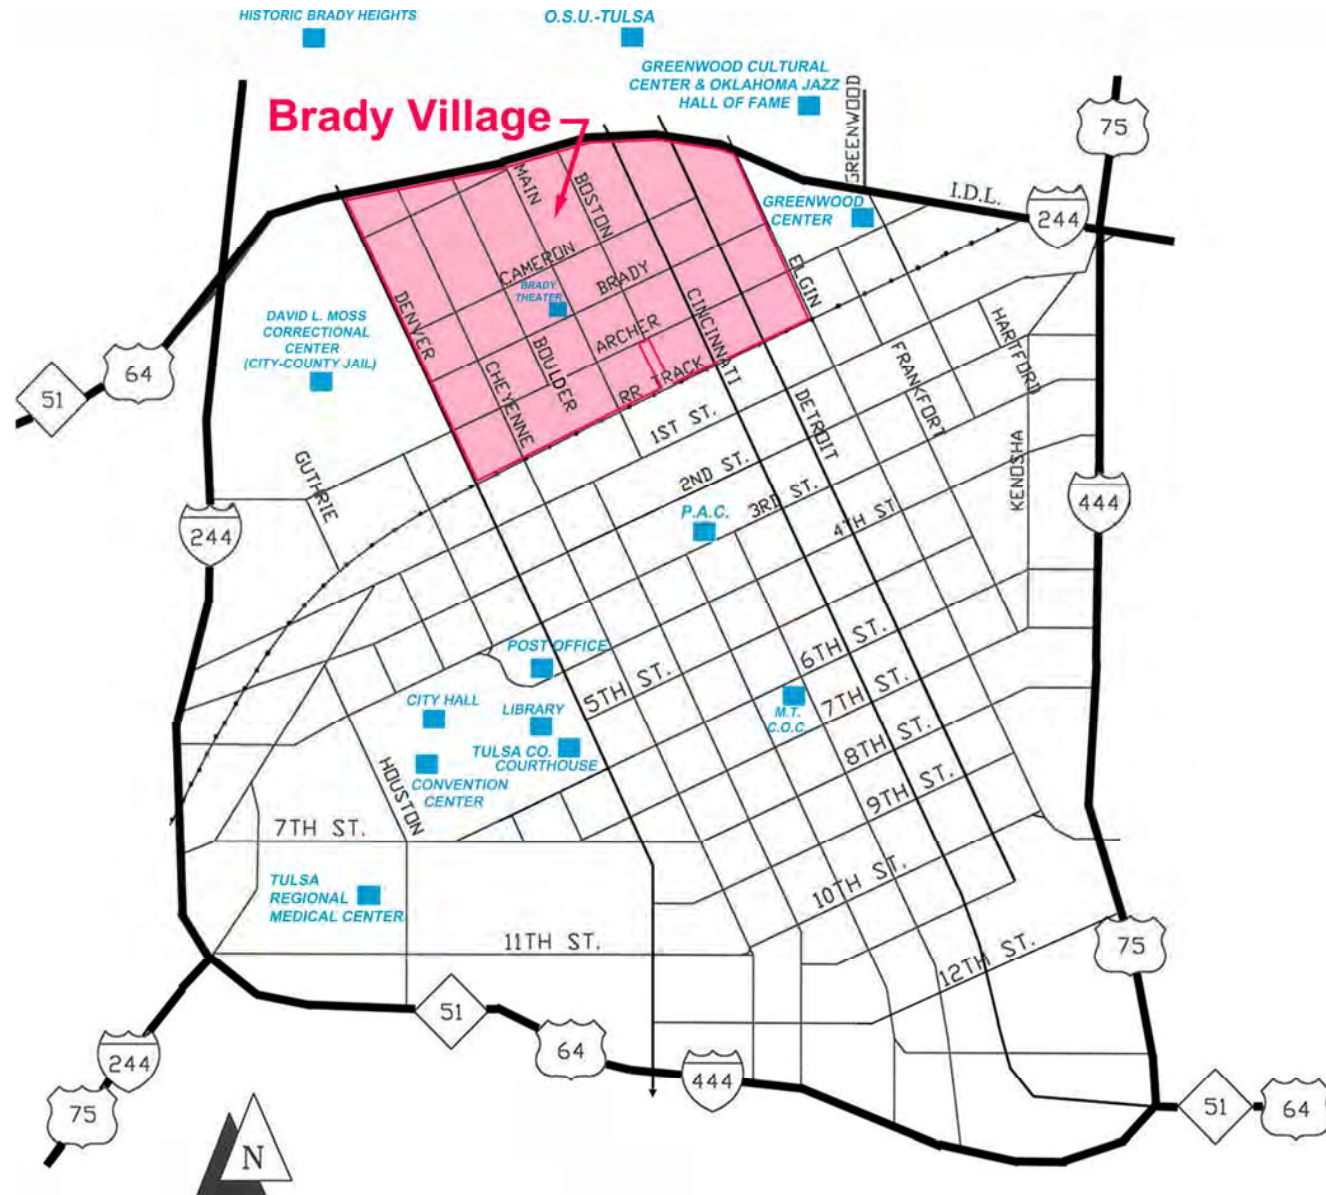 HISTORIC BRADY HEIGHTS
O.S.U.-TULSA
GREENWOOD CULTURAL
CENTER & OKLAHOMA JAZZ
HALL OF FAME
GREENWOOD
75
Brady Village
MAIN
BOSTON
I.D.L.
244
GREENWOOD
CENTER
CAMERON
BRADY
BRADY
THEATER
ELGIN
DENVER
CINCINNATI
DAVID L. MOSS
CORRECTIONAL
CENTER
(CITY-COUNTY JAIL)
ARCHER
BOULDER
CHEYENNE
RR TRACK
HARTFORD
FRANKFORT
64
51
1ST ST.
DETROIT
2ND ST.
3RD ST.
4TH ST
KENOSHA
GUTHRIE
P.A.C.
244
444
POST OFFICE
5TH ST.
6TH ST.
7TH ST.
CITY HALL
LIBRARY
M.T.
C.O.C.
TULSA CO.
COURTHOUSE
8TH ST.
HOUSTON
CONVENTION
CENTER
9TH ST.
7TH ST.
10TH ST.
TULSA
REGIONAL
MEDICAL CENTER
11TH ST.
12TH ST.
75
51
64
444
244
75
51
64
N